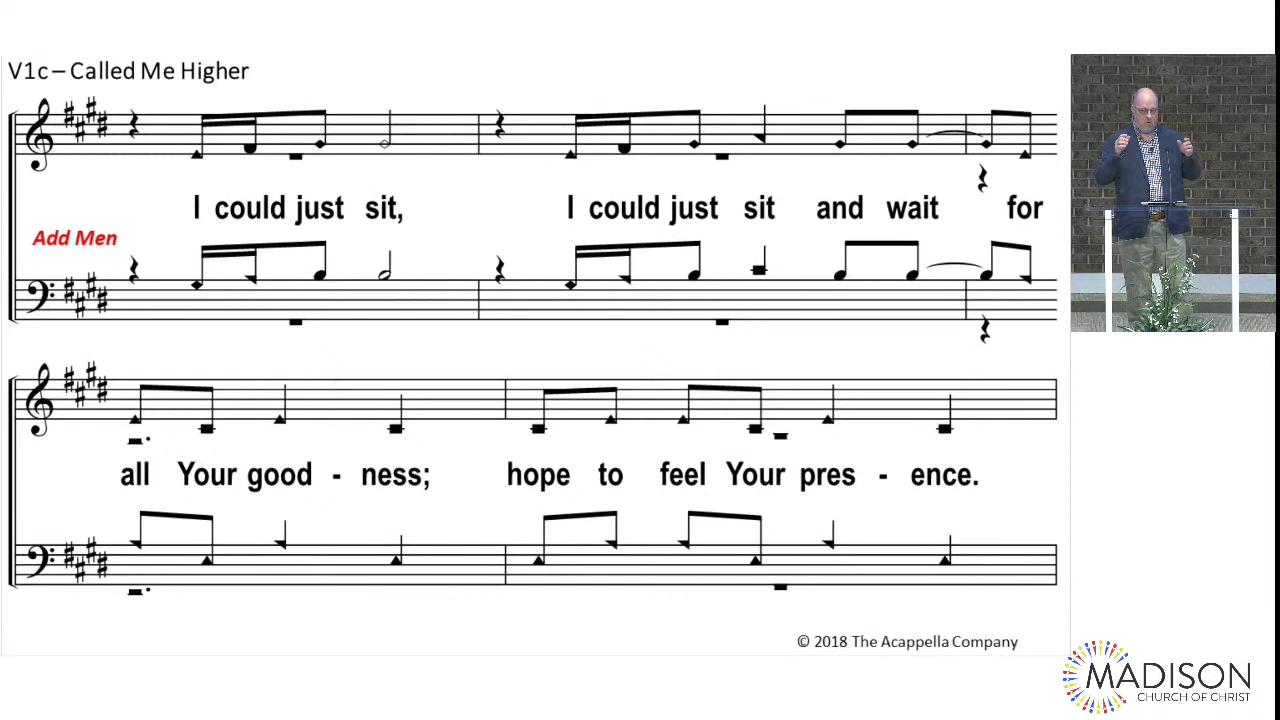 V1c – Called Me Higher
I could just sit, I could just sit and wait for
Add Men
all Your good - ness; hope to feel Your pres - ence.
© 2018 The Acappella Company
MADISON
CHURCH OF CHRIST